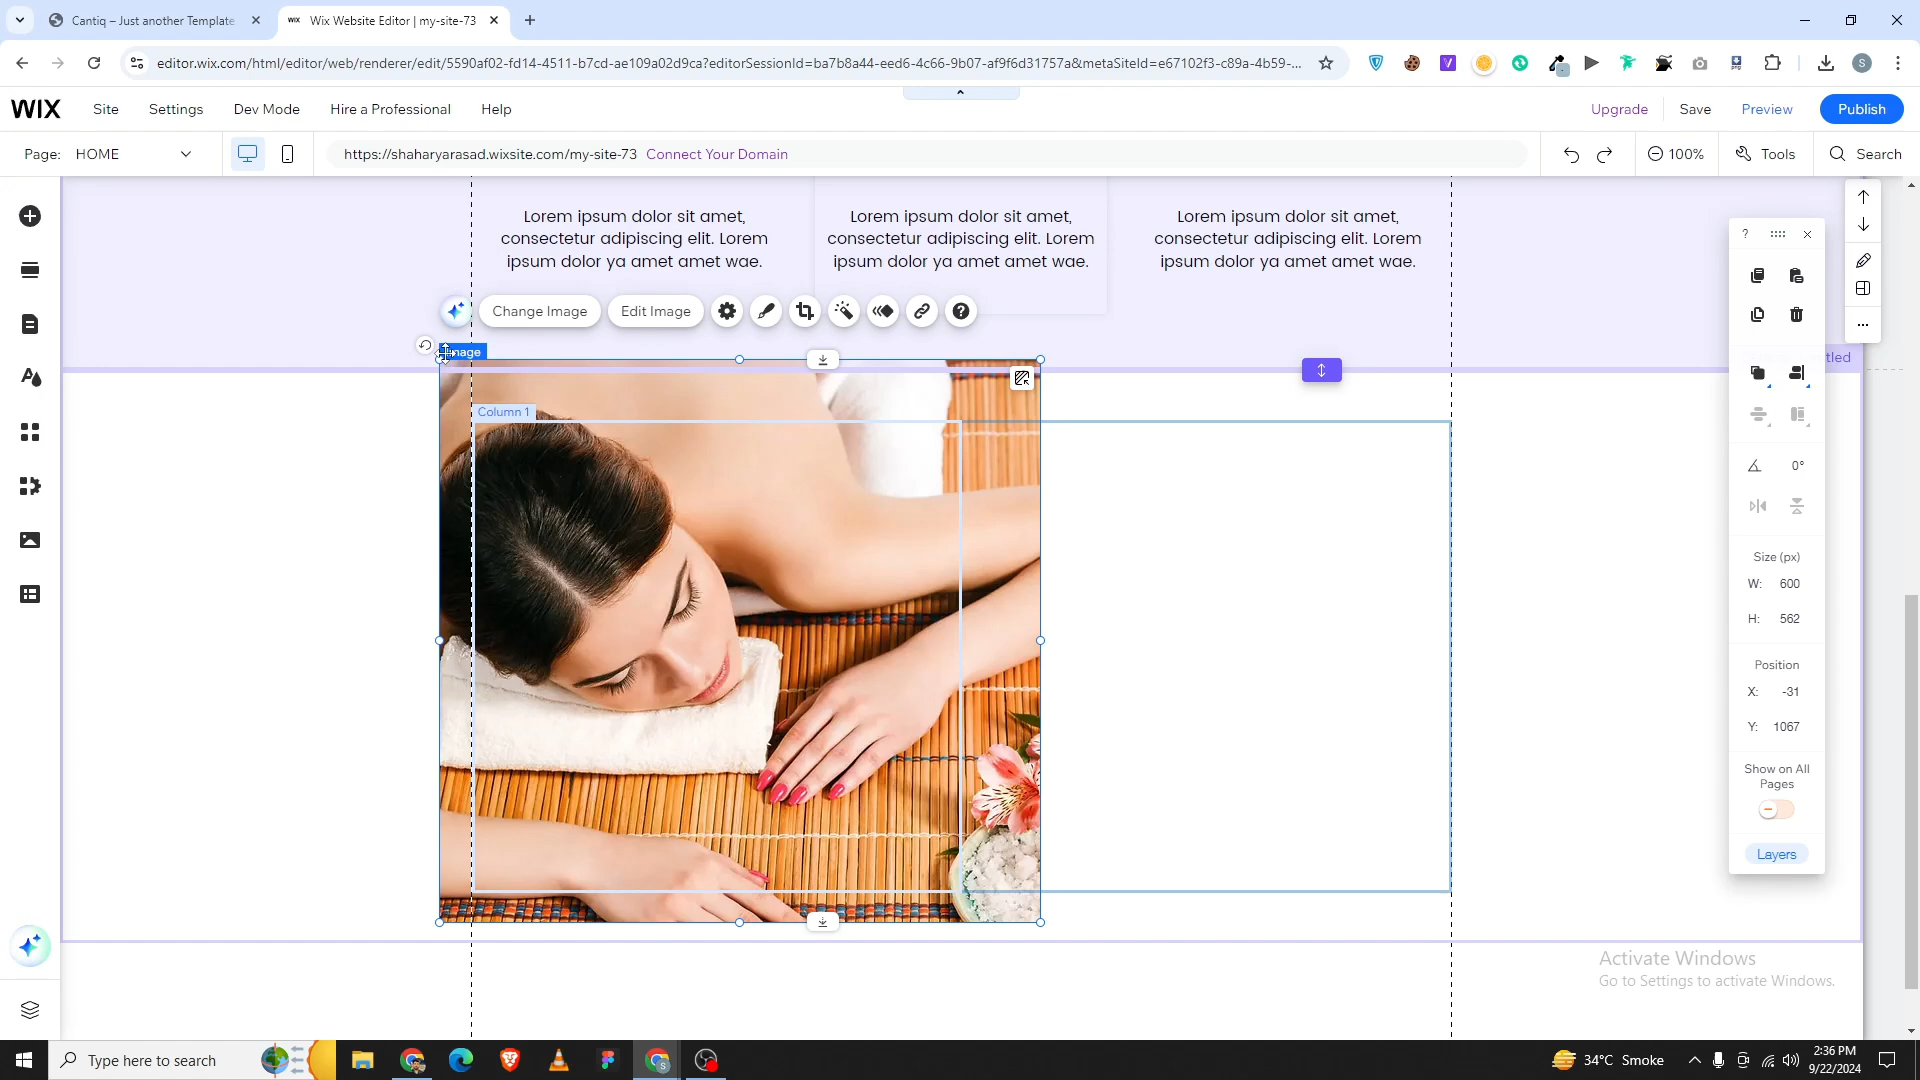 Cantiq – Just another Template
Wix Website Editor | my-site-73
editor.wix.com/html/editor/web/renderer/edit/5590af02-fd14-4511-b7cd-ae109a02d9ca?editorSessionId=ba7b8a44-eed6-4c66-9b07-af9f6d31757a&metaSiteId=e67102f3-c89a-4b59-...
WIX
Site
Settings
Dev Mode
Hire a Professional
Help
Upgrade
Save
Preview
Publish
Page: HOME
https://shaharyarasad.wixsite.com/my-site-73 Connect Your Domain
100%
Tools
Search
Lorem ipsum dolor sit amet,
consectetur adipiscing elit. Lorem
ipsum dolor ya amet amet wae.
Lorem ipsum dolor sit amet,
consectetur adipiscing elit. Lorem
ipsum dolor ya amet amet wae.
Lorem ipsum dolor sit amet,
consectetur adipiscing elit. Lorem
ipsum dolor ya amet amet wae.
Change Image
Edit Image
Column 1
0°
Size (px)
W: 600
H: 562
Position
X: -31
Y: 1067
Show on All
Pages
Layers
Activate Windows
Go to Settings to activate Windows.
Type here to search
34°C Smoke
2:36 PM
9/22/2024